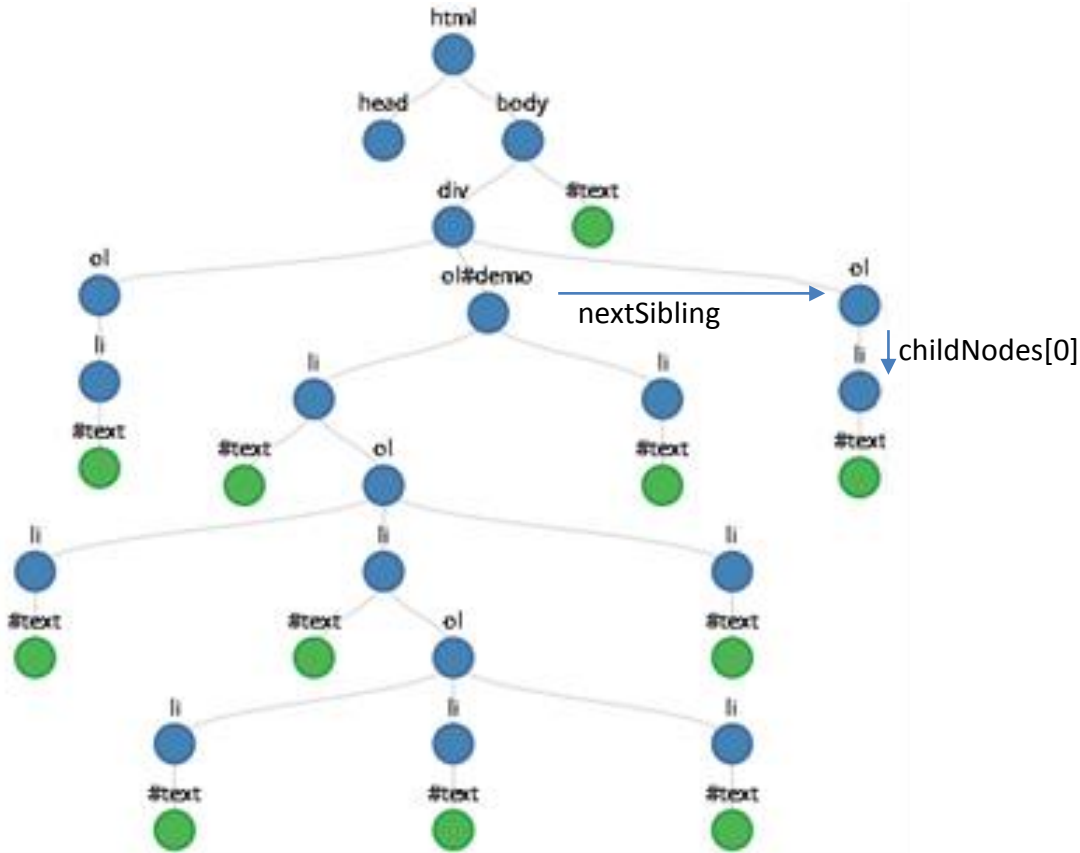 html
head
body
div
#text
ol
ol#demo
ol
nextSibling
li
li
li
li
childNodes[0]
#text
#text
ol
#text
#text
li
li
li
#text
#text
ol
#text
li
li
li
#text
#text
#text